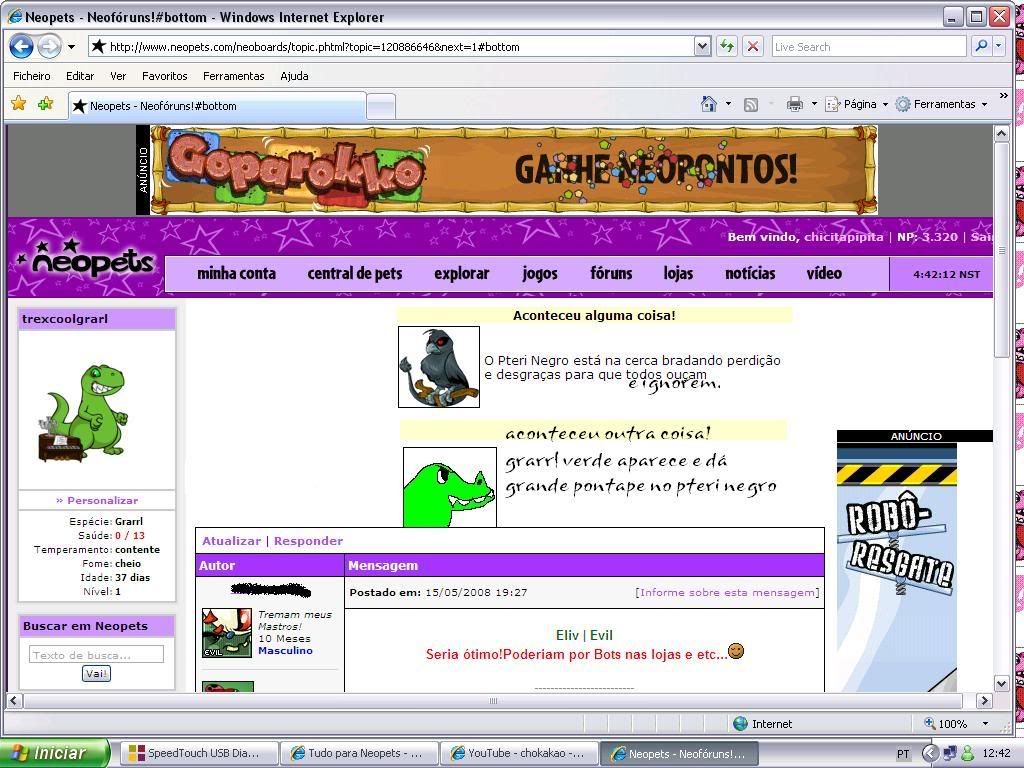 Neopets - Neofóruns!#bottom - Windows Internet Explorer
http://www.neopets.com/neoboards/topic.phtml?topic=120886646&next=1#bottom
Live Search
Ficheiro Editar Ver Favoritos Ferramentas Ajuda
Neopets - Neofóruns!#bottom
Página Ferramentas »
ANÚNCIO
Goparokko
GANHE NEOPONTOS!
Bem vindo, chicitapipita | NP: 3.320 | Sai
neopets
minha conta central de pets explorar jogos fóruns lojas notícias vídeo 4:42:12 NST
trexcoolgrarl
» Personalizar
Espécie: Grarrl
Saúde: 0 / 13
Temperamento: contente
Fome: cheio
Idade: 37 dias
Nível: 1
Buscar em Neopets
Texto de busca...
Vai!
Aconteceu alguma coisa!
O Pteri Negro está na cerca bradando perdição
e desgraças para que todos ouçam
e ignorem.
aconteceu outra coisa!
grarrl verde aparece e dá
grande pontape no pteri negro
Atualizar | Responder
Autor Mensagem
Tremam meus
Mastros!
10 Meses
Masculino
EVIL
Postado em: 15/05/2008 19:27 [Informe sobre esta mensagem]
Eliv | Evil
Seria ótimo!Poderiam por Bots nas lojas e etc...
-------------------------
ANÚNCIO
ROBÔ-
RESGATE
Internet 100%
Iniciar SpeedTouch USB Dia... Tudo para Neopets - ... YouTube - chokakao -... Neopets - Neofóruns!... PT 12:42